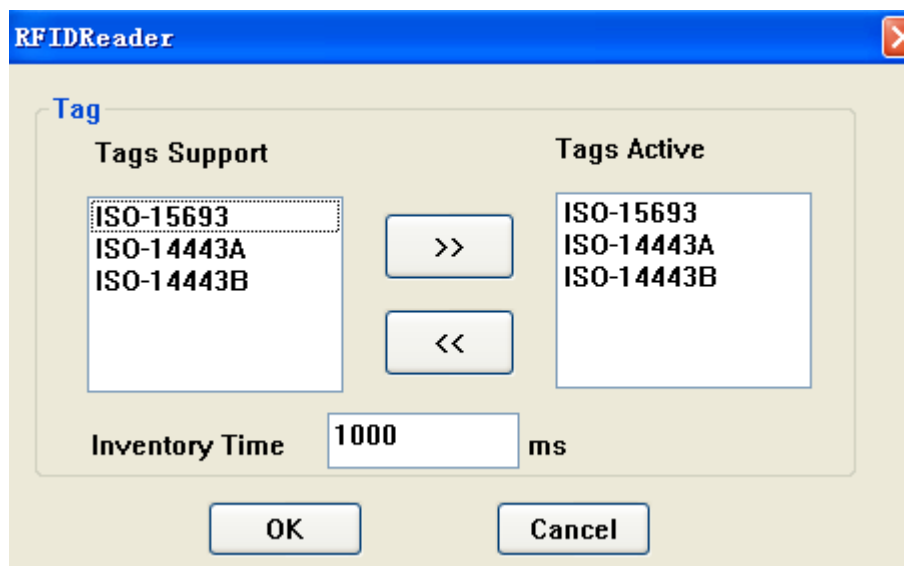 RFIDReader
Tag
Tags Support
Tags Active
ISO-15693
ISO-14443A
ISO-14443B
>>
<<
ISO-15693
ISO-14443A
ISO-14443B
Inventory Time 1000 ms
OK Cancel